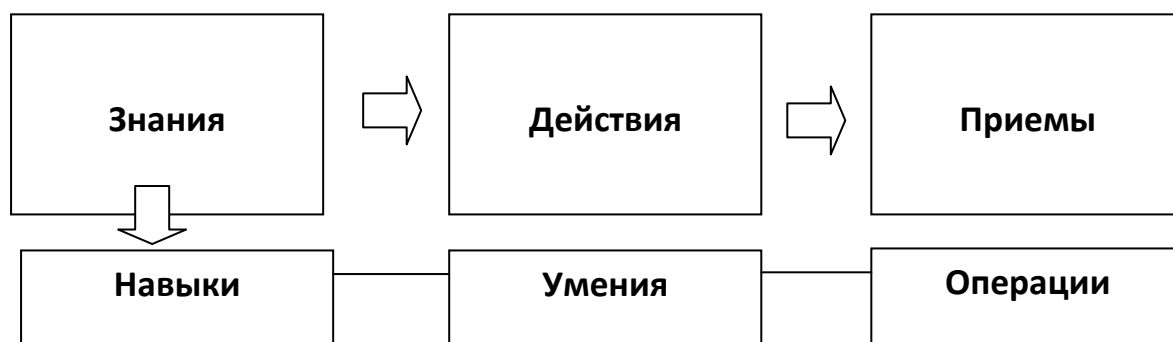 Знания
Действия
Приемы
Навыки
Умения
Операции